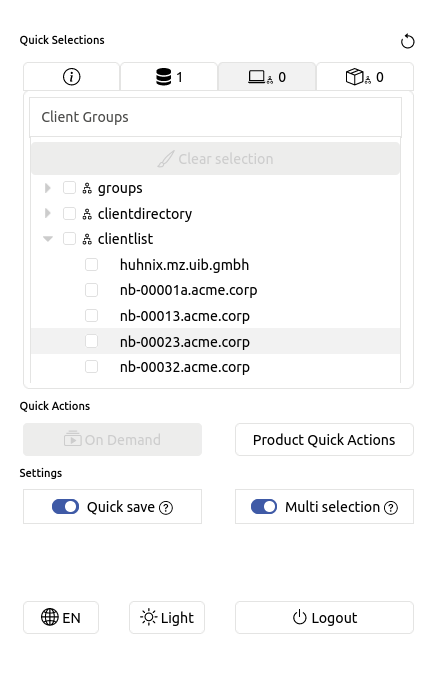 Quick Selections
1
0
0
Client Groups
Clear selection
groups
clientdirectory
clientlist
huhnix.mz.uib.gmbh
nb-00001a.acme.corp
nb-00013.acme.corp
nb-00023.acme.corp
nb-00032.acme.corp
Quick Actions
On Demand
Product Quick Actions
Settings
Quick save
Multi selection
EN
Light
Logout